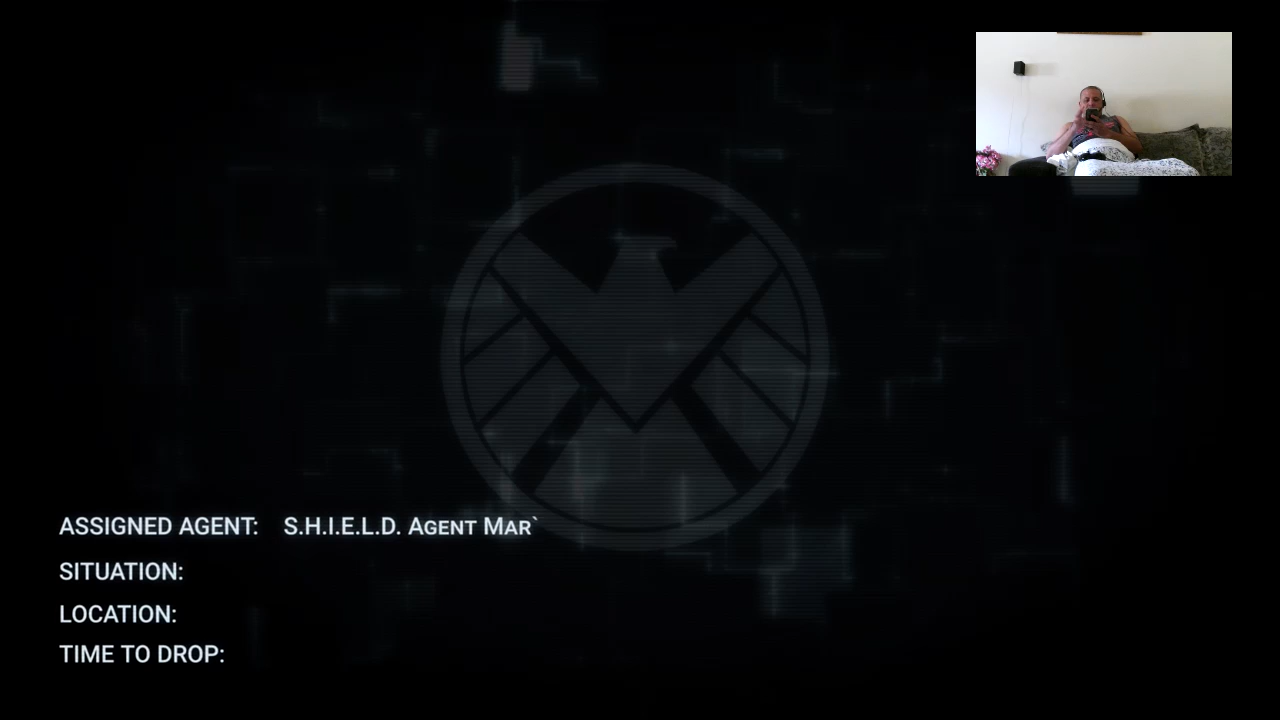 ASSIGNED AGENT: S.H.I.E.L.D. Agent Mar`
SITUATION:
LOCATION:
TIME TO DROP: